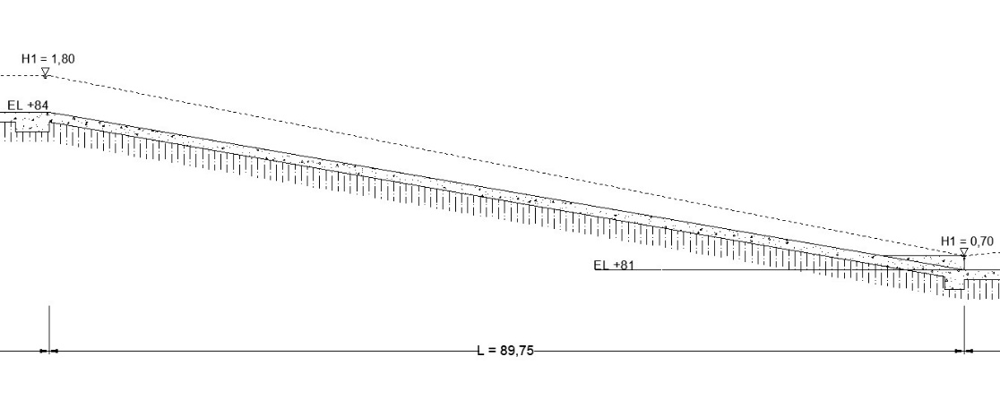 H1 = 1,80
EL +84
H1 = 0,70
EL +81
L = 89,75